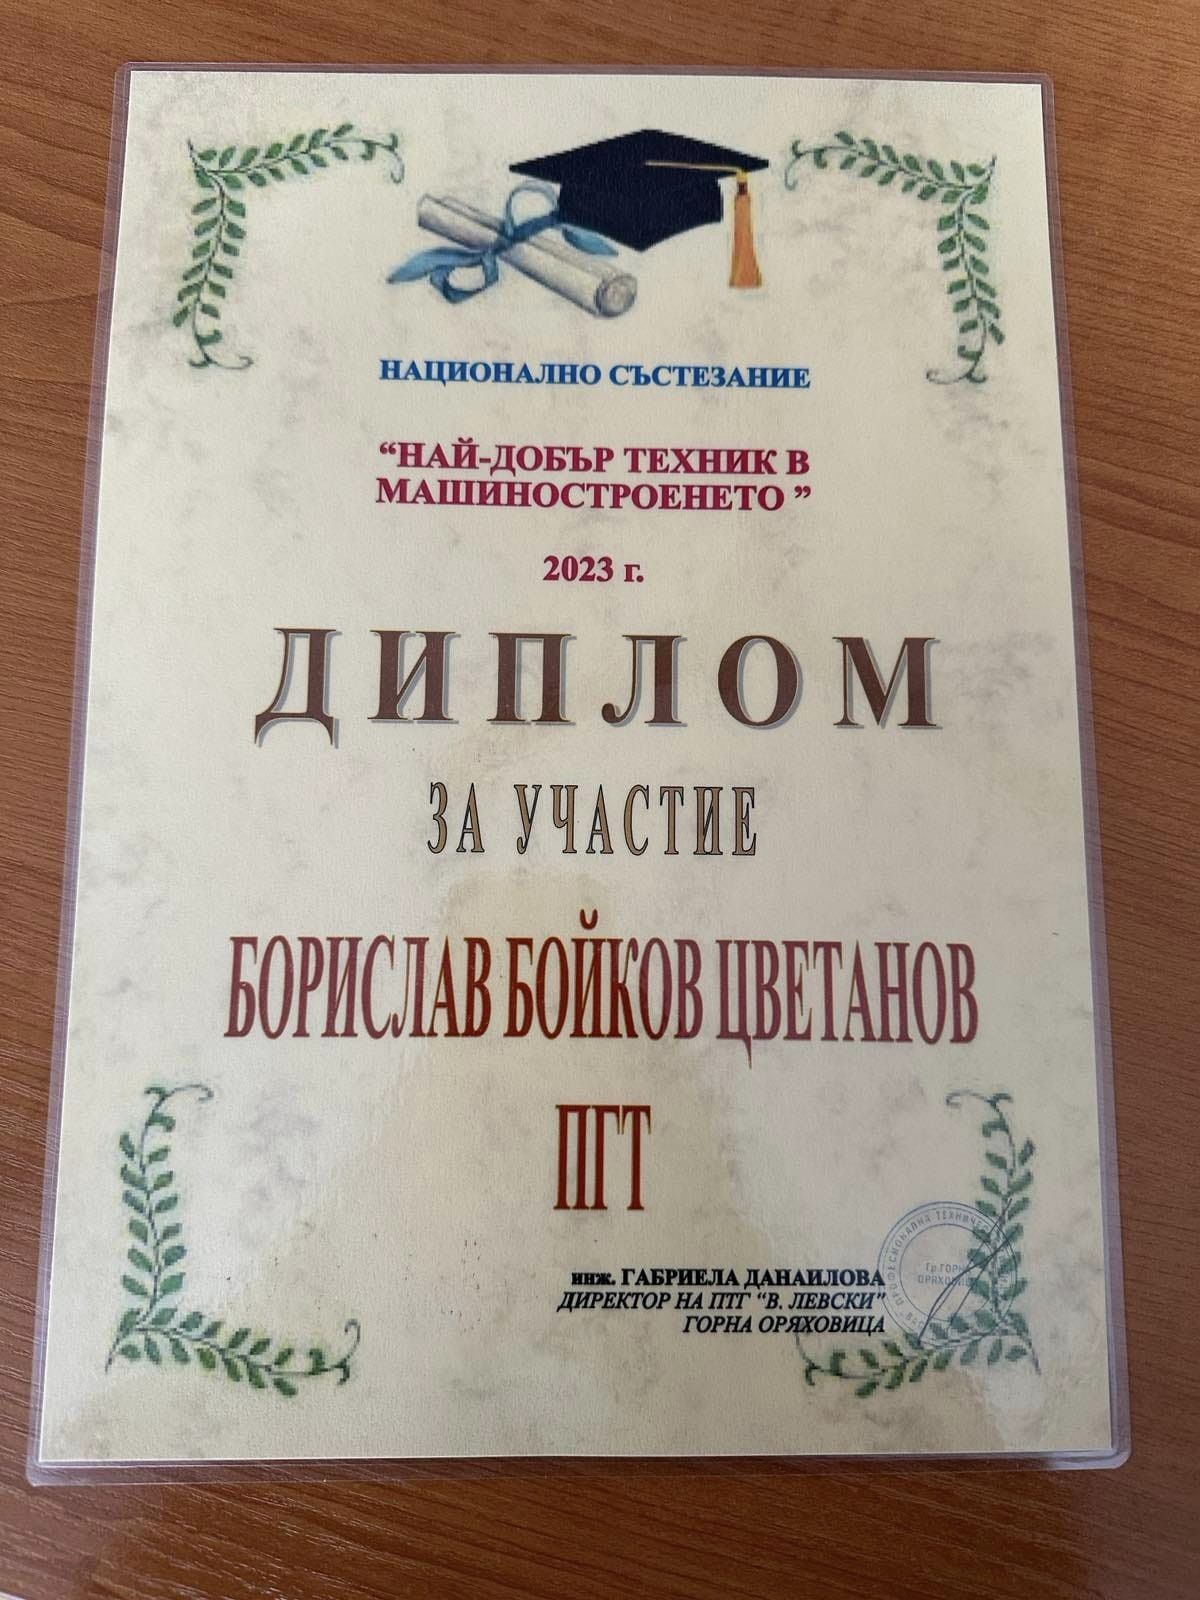 НАЦИОНАЛНО СЪСТЕЗАНИЕ
“НАЙ-ДОБЪР ТЕХНИК В
МАШИНОСТРОЕНЕТО ”
2023 г.
ДИПЛОМ
ЗА УЧАСТИЕ
БОРИСЛАВ БОЙКОВ ЦВЕТАНОВ
ПГТ
инж. ГАБРИЕЛА ДАНАИЛОВА
ДИРЕКТОР НА ПТГ “В. ЛЕВСКИ”
ГОРНА ОРЯХОВИЦА